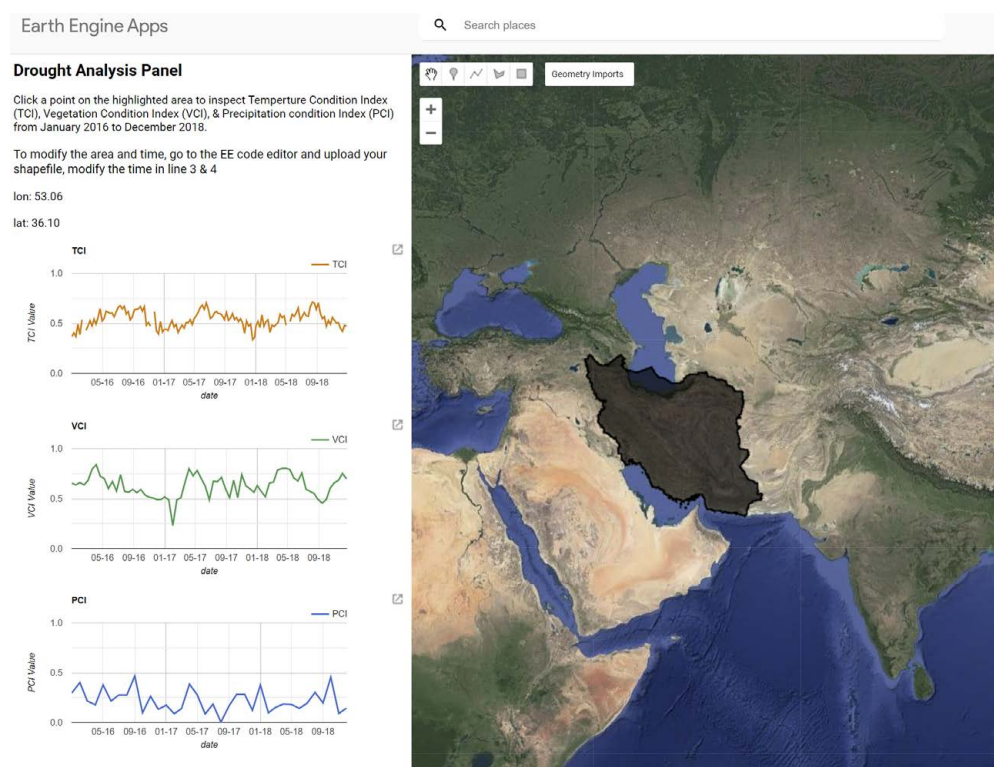 Earth Engine Apps
Search places
Drought Analysis Panel
Geometry Imports
Click a point on the highlighted area to inspect Temperture Condition Index
(TCI), Vegetation Condition Index (VCI), & Precipitation condition Index (PCI)
from January 2016 to December 2018.
To modify the area and time, go to the EE code editor and upload your
shapefile, modify the time in line 3 & 4
lon: 53.06
lat: 36.10
TCI
TCI
1.0
0.5
0.0
TCI Value
05-16 09-16 01-17 05-17 09-17 01-18 05-18 09-18
date
VCI
VCI
1.0
0.5
0.0
VCI Value
05-16 09-16 01-17 05-17 09-17 01-18 05-18 09-18
date
PCI
PCI
1.0
0.5
0.0
PCI Value
05-16 09-16 01-17 05-17 09-17 01-18 05-18 09-18
date